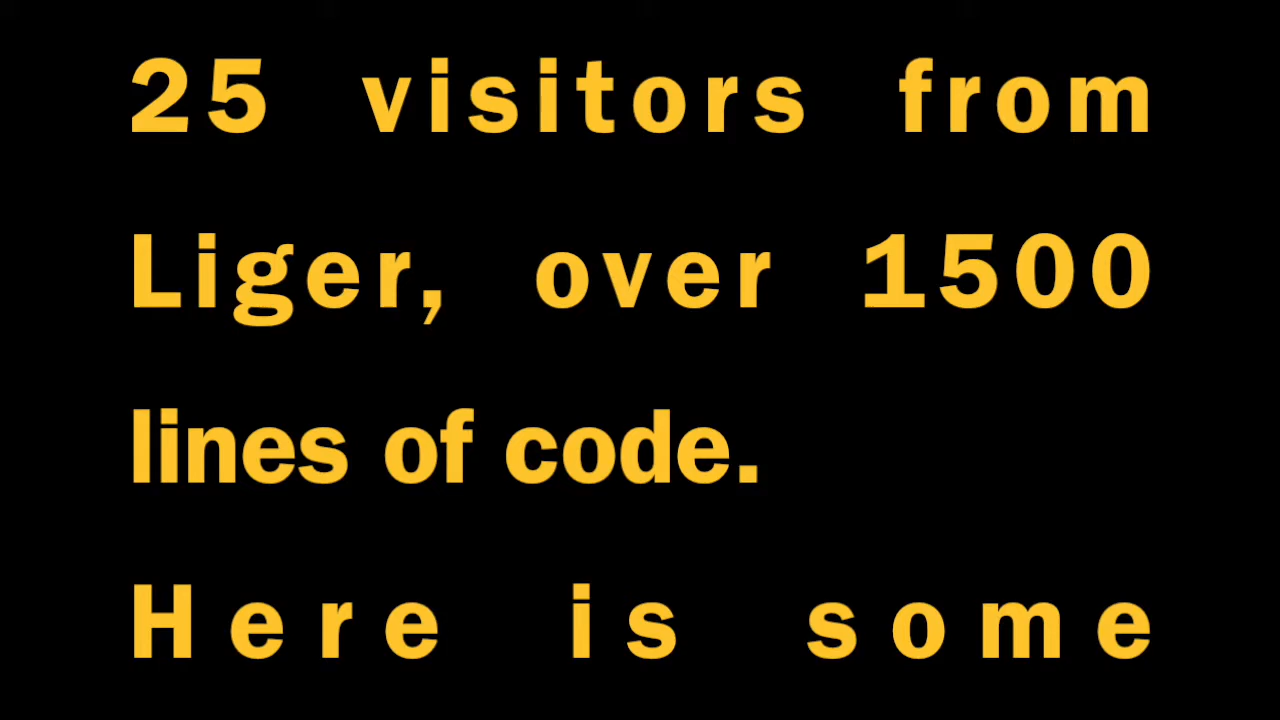 25 visitors from
Liger, over 1500
lines of code.
Here is some